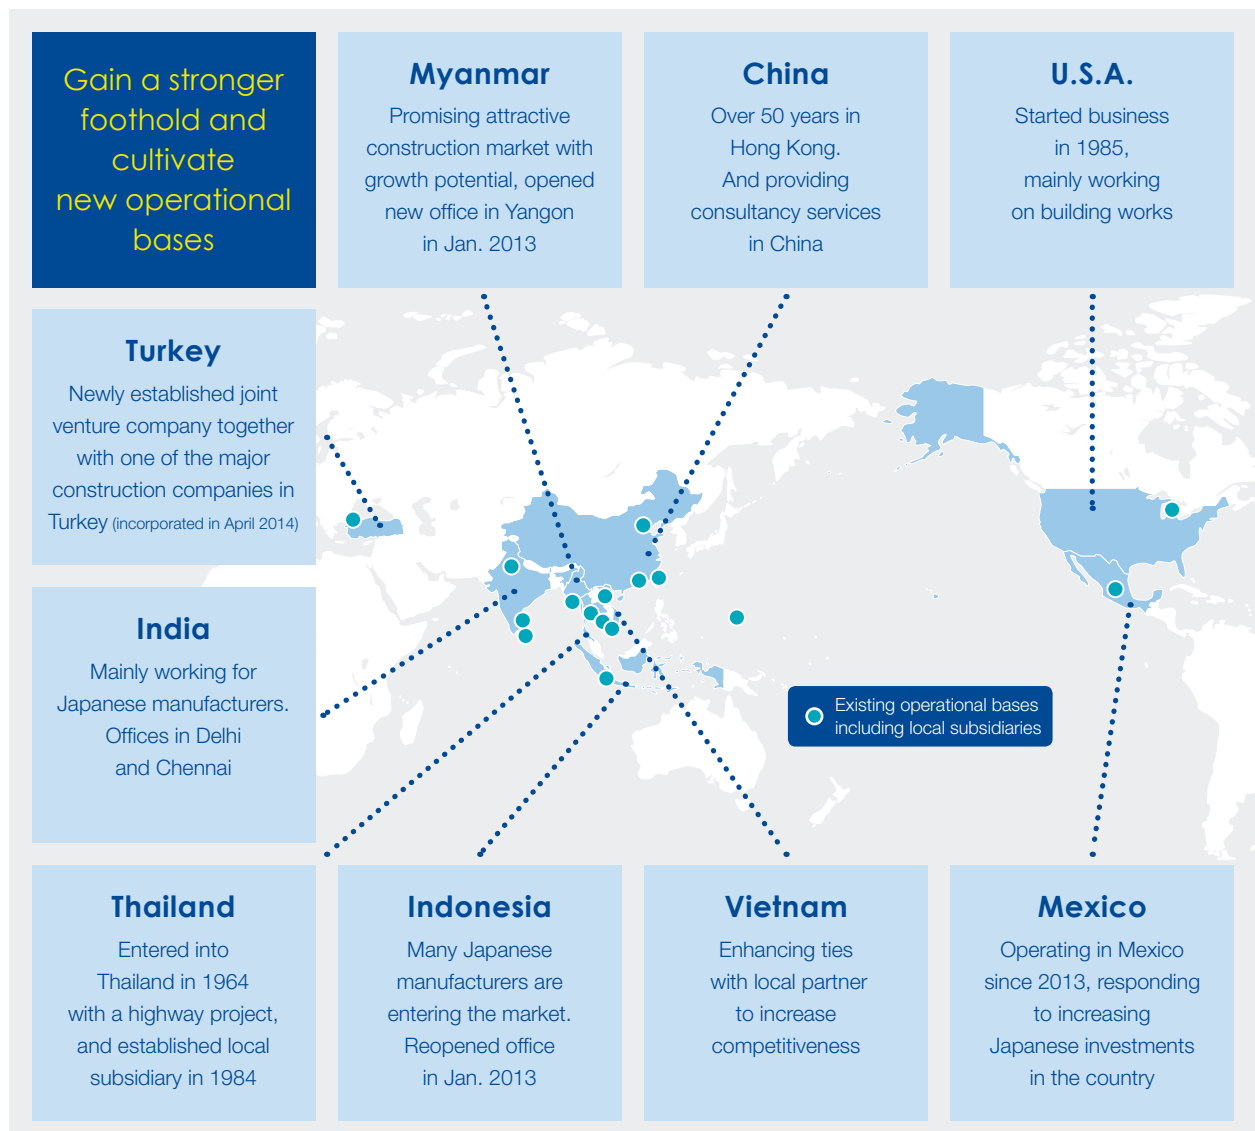 Gain a stronger
foothold and
cultivate
new operational
bases
Myanmar
Promising attractive
construction market with
growth potential, opened
new office in Yangon
in Jan. 2013
China
Over 50 years in
Hong Kong.
And providing
consultancy services
in China
U.S.A.
Started business
in 1985,
mainly working
on building works
Turkey
Newly established joint
venture company together
with one of the major
construction companies in
Turkey (incorporated in April 2014)
India
Mainly working for
Japanese manufacturers.
Offices in Delhi
and Chennai
Existing operational bases
including local subsidiaries
Thailand
Entered into
Thailand in 1964
with a highway project,
and established local
subsidiary in 1984
Indonesia
Many Japanese
manufacturers are
entering the market.
Reopened office
in Jan. 2013
Vietnam
Enhancing ties
with local partner
to increase
competitiveness
Mexico
Operating in Mexico
since 2013, responding
to increasing
Japanese investments
in the country